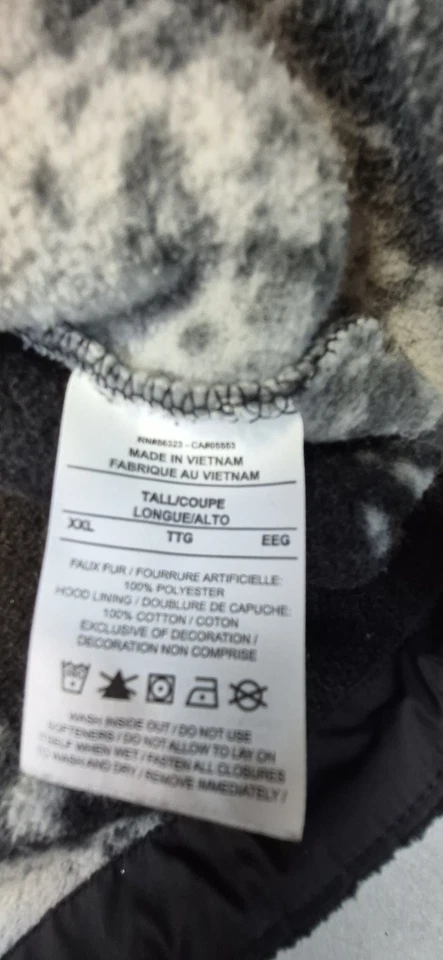 RN#56323 - CA#05553
MADE IN VIETNAM
FABRIQUE AU VIETNAM
TALL/COUPE
LONGUE/ALTO
XXL TTG EEG
FAUX FUR / FOURRURE ARTIFICIELLE:
100% POLYESTER
HOOD LINING / DOUBLURE DE CAPUCHE:
100% COTTON / COTON
EXCLUSIVE OF DECORATION /
DECORATION NON COMPRISE
WASH INSIDE OUT / DO NOT USE
SOFTENERS / DO NOT ALLOW TO LAY ON
ITSELF WHEN WET / FASTEN ALL CLOSURES
TO WASH AND DRY / REMOVE IMMEDIATELY /